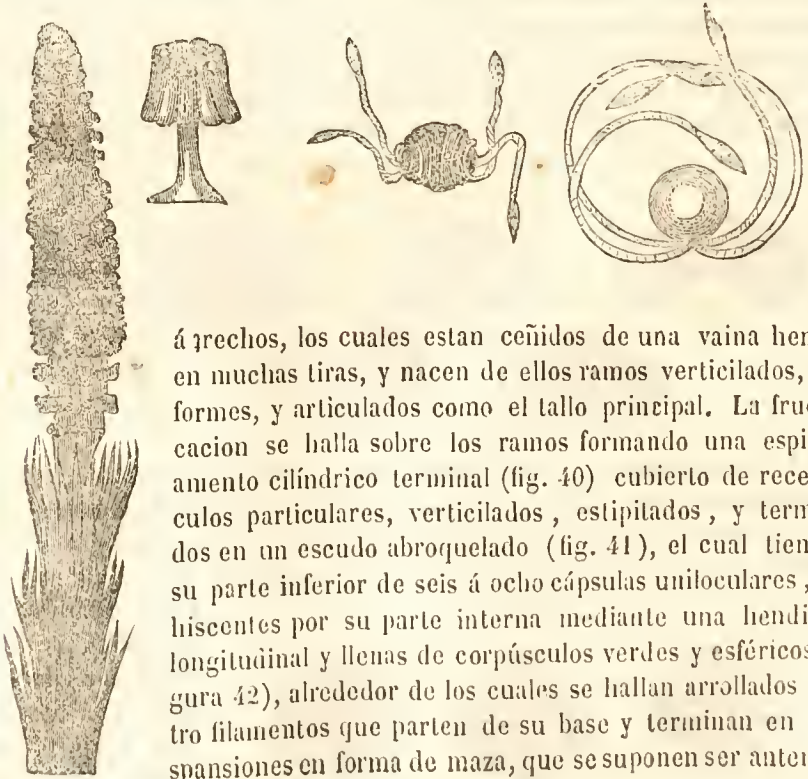 á trechos, los cuales estan ceñidos de una vaina hen
en muchas tiras, y nacen de ellos ramos verticilados,
formes, y articulados como el tallo principal. La fru
cacion se halla sobre los ramos formando una espi
amento cilíndrico terminal (fig. 40) cubierto de rece
culos particulares, verticilados, estipitados, y term
dos en un escudo abroquelado (fig. 41), el cual tien
su parte inferior de seis á ocho cápsulas uniloculares,
hiscentes por su parte interna mediante una hendi
longitudinal y llenas de corpúsculos verdes y esféricos
gura 42), alrededor de los cuales se hallan arrollados
tro filamentos que parten de su base y terminan en
spansiones en forma de maza, que se suponen ser anter